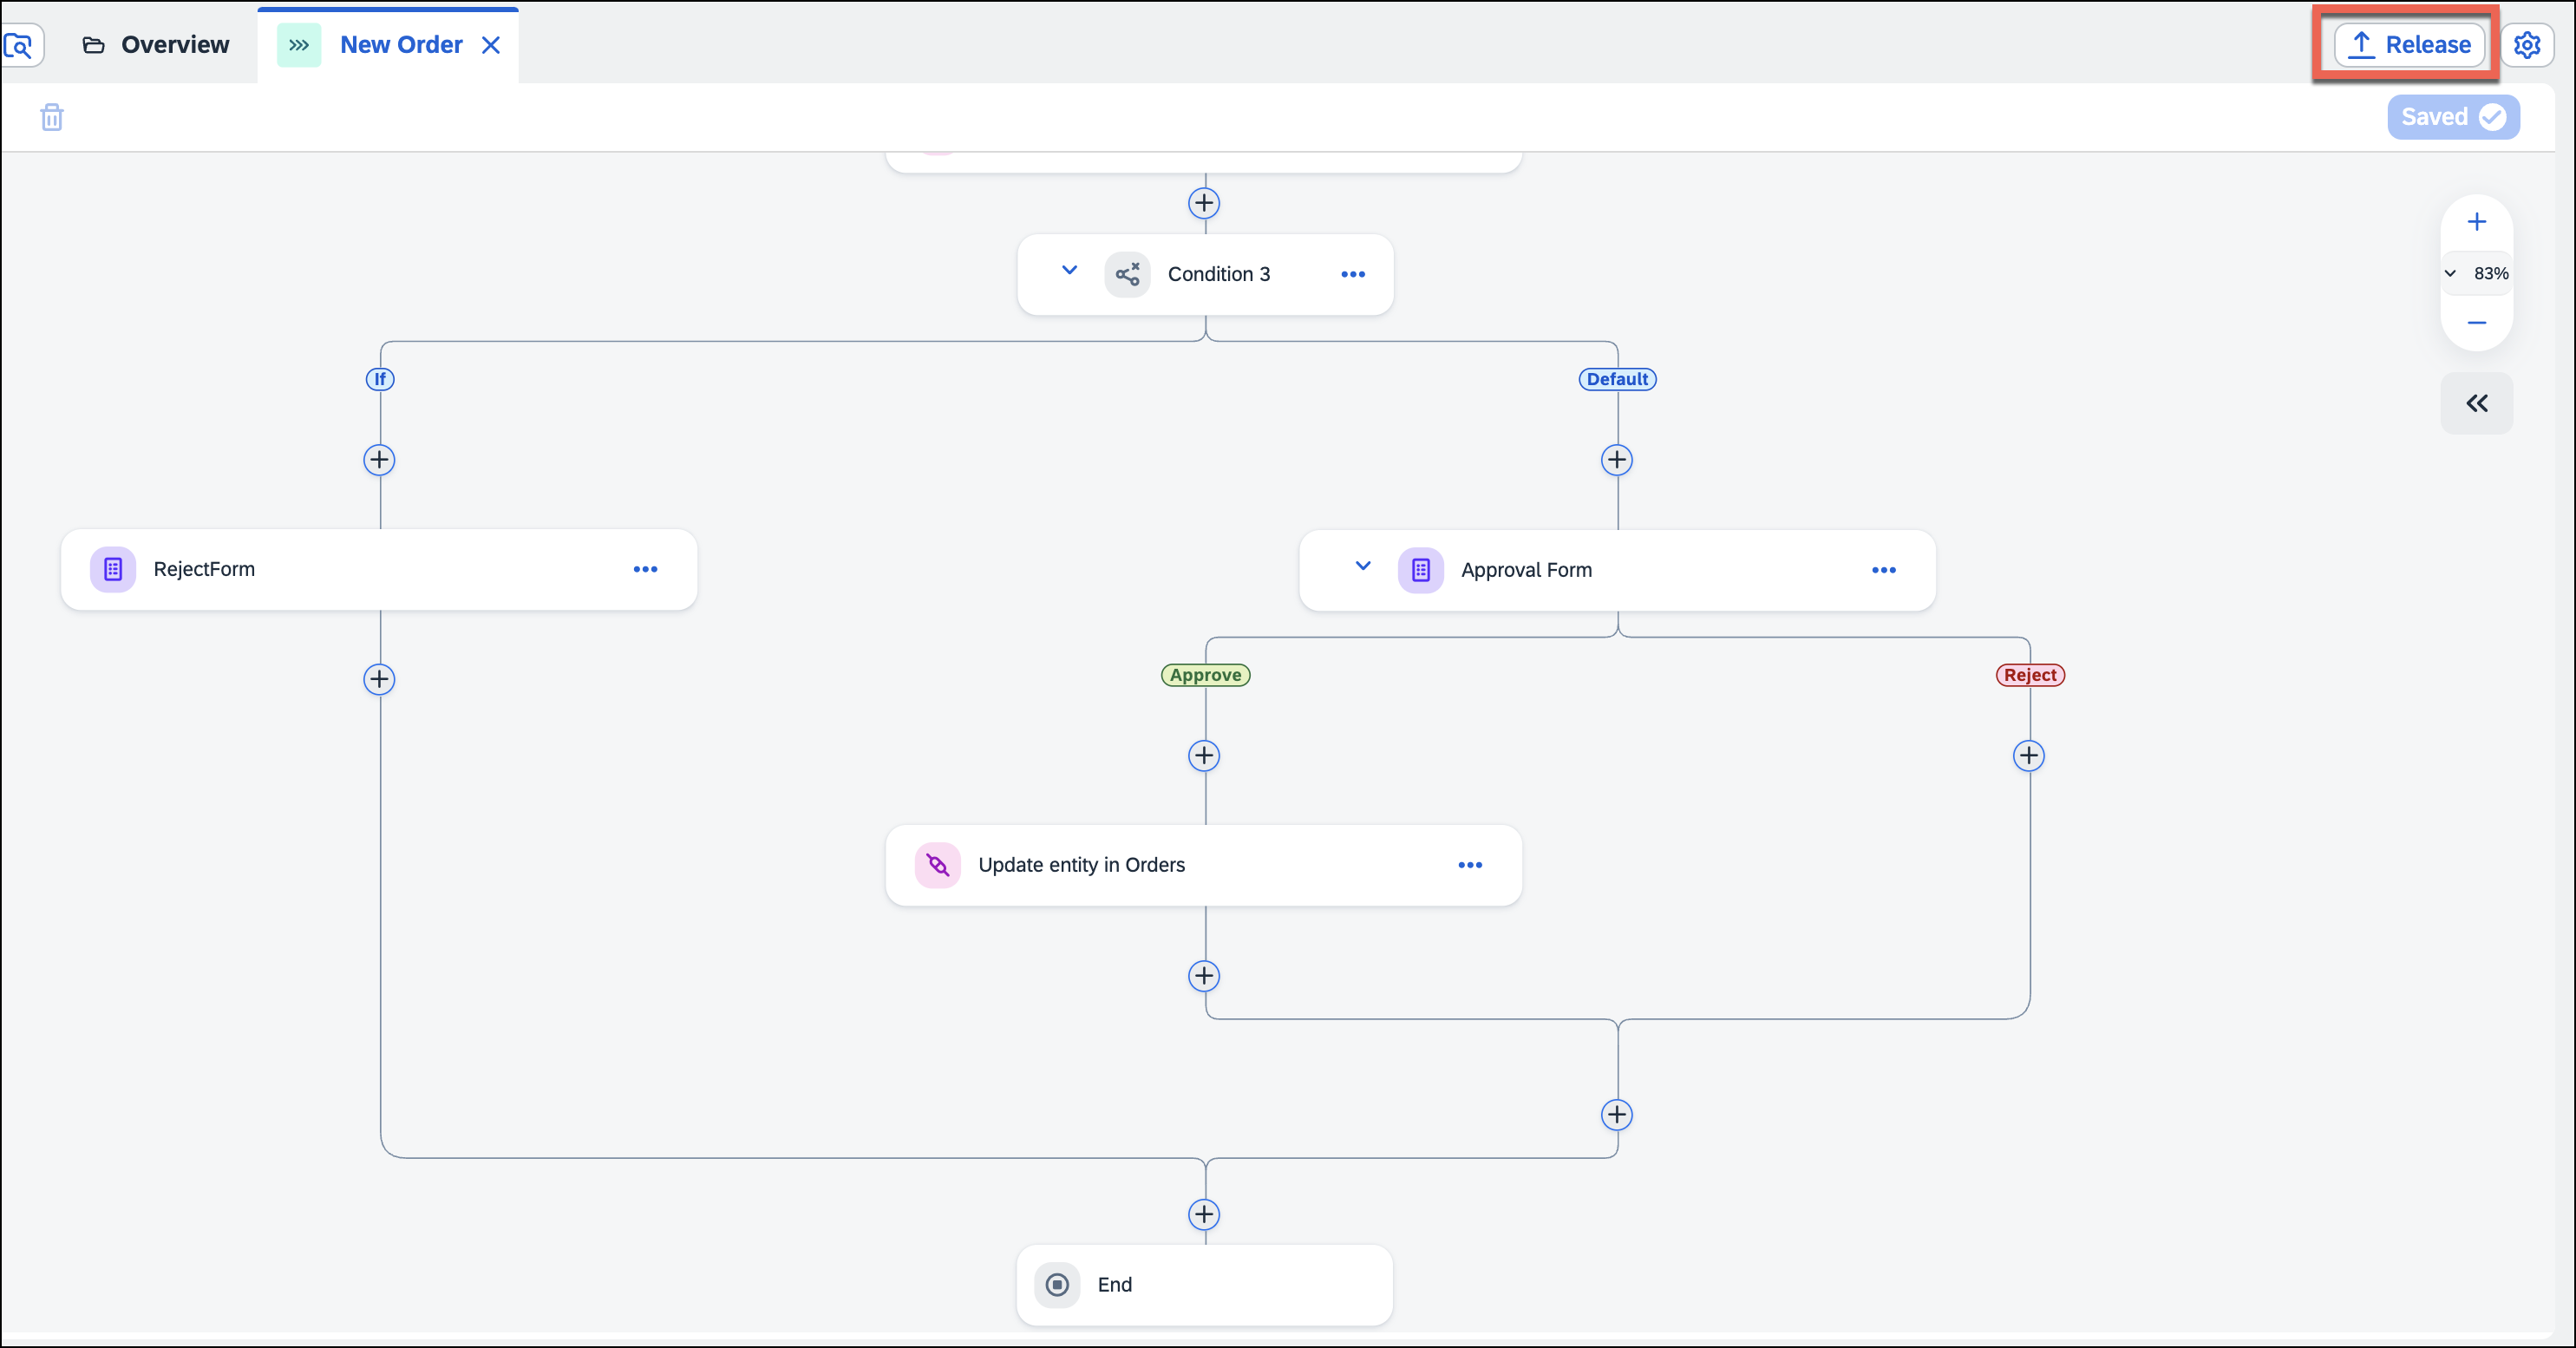 Overview
New Order
Release
Saved
Condition 3
83%
If
Default
RejectForm
Approval Form
Approve
Reject
Update entity in Orders
End